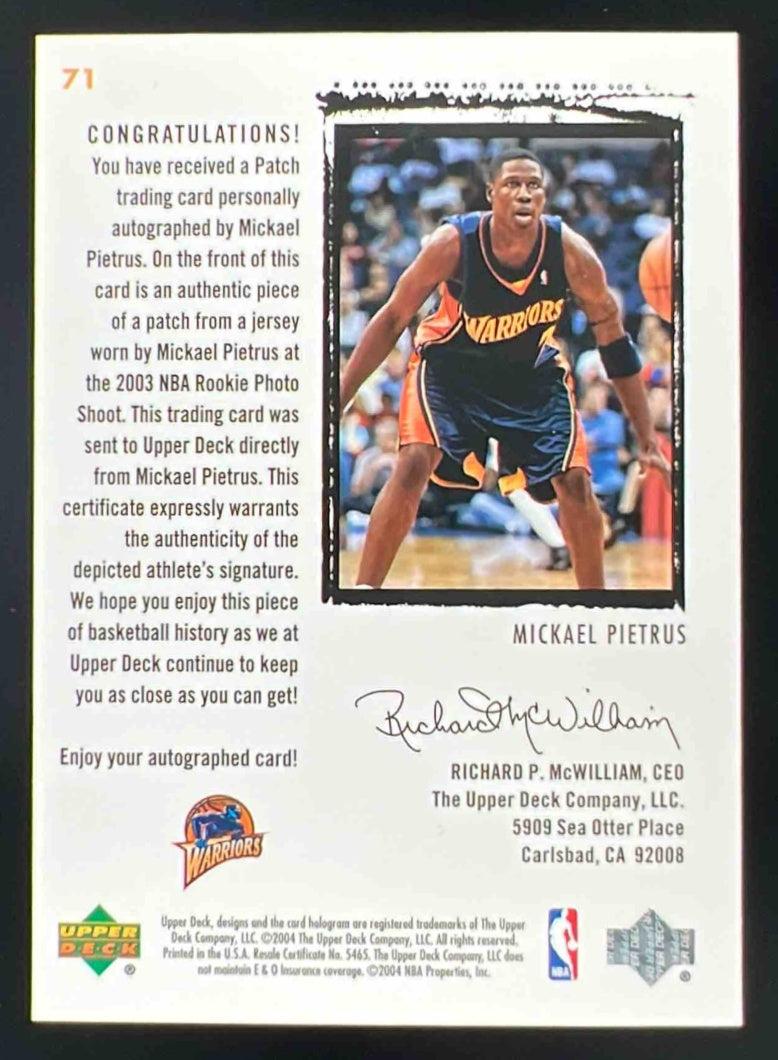 71
CONGRATULATIONS!
You have received a Patch
trading card personally
autographed by Mickael
Pietrus. On the front of this
card is an authentic piece
of a patch from a jersey
worn by Mickael Pietrus at
the 2003 NBA Rookie Photo
Shoot. This trading card was
sent to Upper Deck directly
from Mickael Pietrus. This
certificate expressly warrants
the authenticity of the
depicted athlete's signature.
We hope you enjoy this piece
of basketball history as we at
Upper Deck continue to keep
you as close as you can get!
Enjoy your autographed card!
WARRIORS
WARRIORS
MICKAEL PIETRUS
Richard McWilliam
RICHARD P. McWILLIAM, CEO
The Upper Deck Company, LLC.
5909 Sea Otter Place
Carlsbad, CA 92008
UPPER
DECK
®
Upper Deck, designs and the card hologram are registered trademarks of The Upper
Deck Company, LLC. ©2004 The Upper Deck Company, LLC. All rights reserved.
Printed in the U.S.A. Resale Certificate No. 5465. The Upper Deck Company, LLC does
not maintain E & O Insurance coverage. ©2004 NBA Properties, Inc.
NBA
®